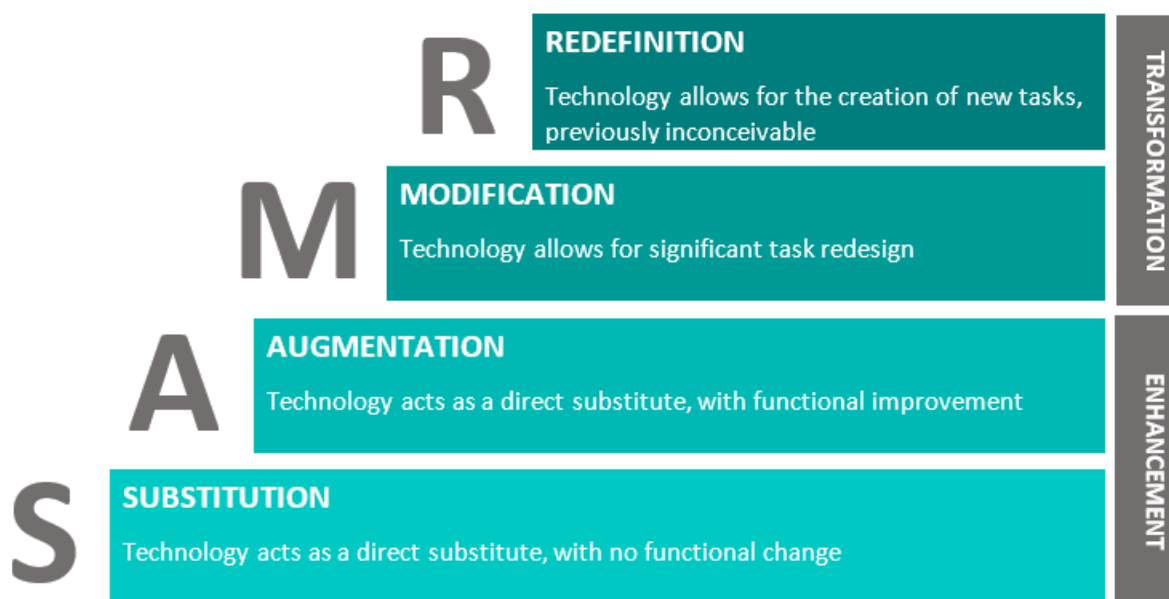 R
REDEFINITION
Technology allows for the creation of new tasks,
previously inconceivable
M
MODIFICATION
Technology allows for significant task redesign
TRANSFORMATION
A
AUGMENTATION
Technology acts as a direct substitute, with functional improvement
S
SUBSTITUTION
Technology acts as a direct substitute, with no functional change
ENHANCEMENT